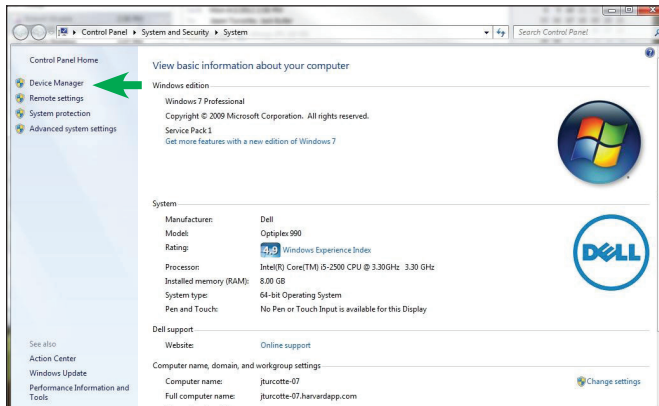 Control Panel ▸ System and Security ▸ System
Search Control Panel
Control Panel Home
Device Manager
Remote settings
System protection
Advanced system settings
See also
Action Center
Windows Update
Performance Information and
Tools
View basic information about your computer
Windows edition
Windows 7 Professional
Copyright © 2009 Microsoft Corporation. All rights reserved.
Service Pack 1
Get more features with a new edition of Windows 7
System
Manufacturer: Dell
Model: Optiplex 990
Rating: 4,9 Windows Experience Index
Processor: Intel(R) Core(TM) i5-2500 CPU @ 3.30GHz 3.30 GHz
Installed memory (RAM): 8.00 GB
System type: 64-bit Operating System
Pen and Touch: No Pen or Touch Input is available for this Display
DELL
Dell support
Website: Online support
Computer name, domain, and workgroup settings
Computer name: jturcotte-07
Change settings
Full computer name: jturcotte-07.harvardapp.com